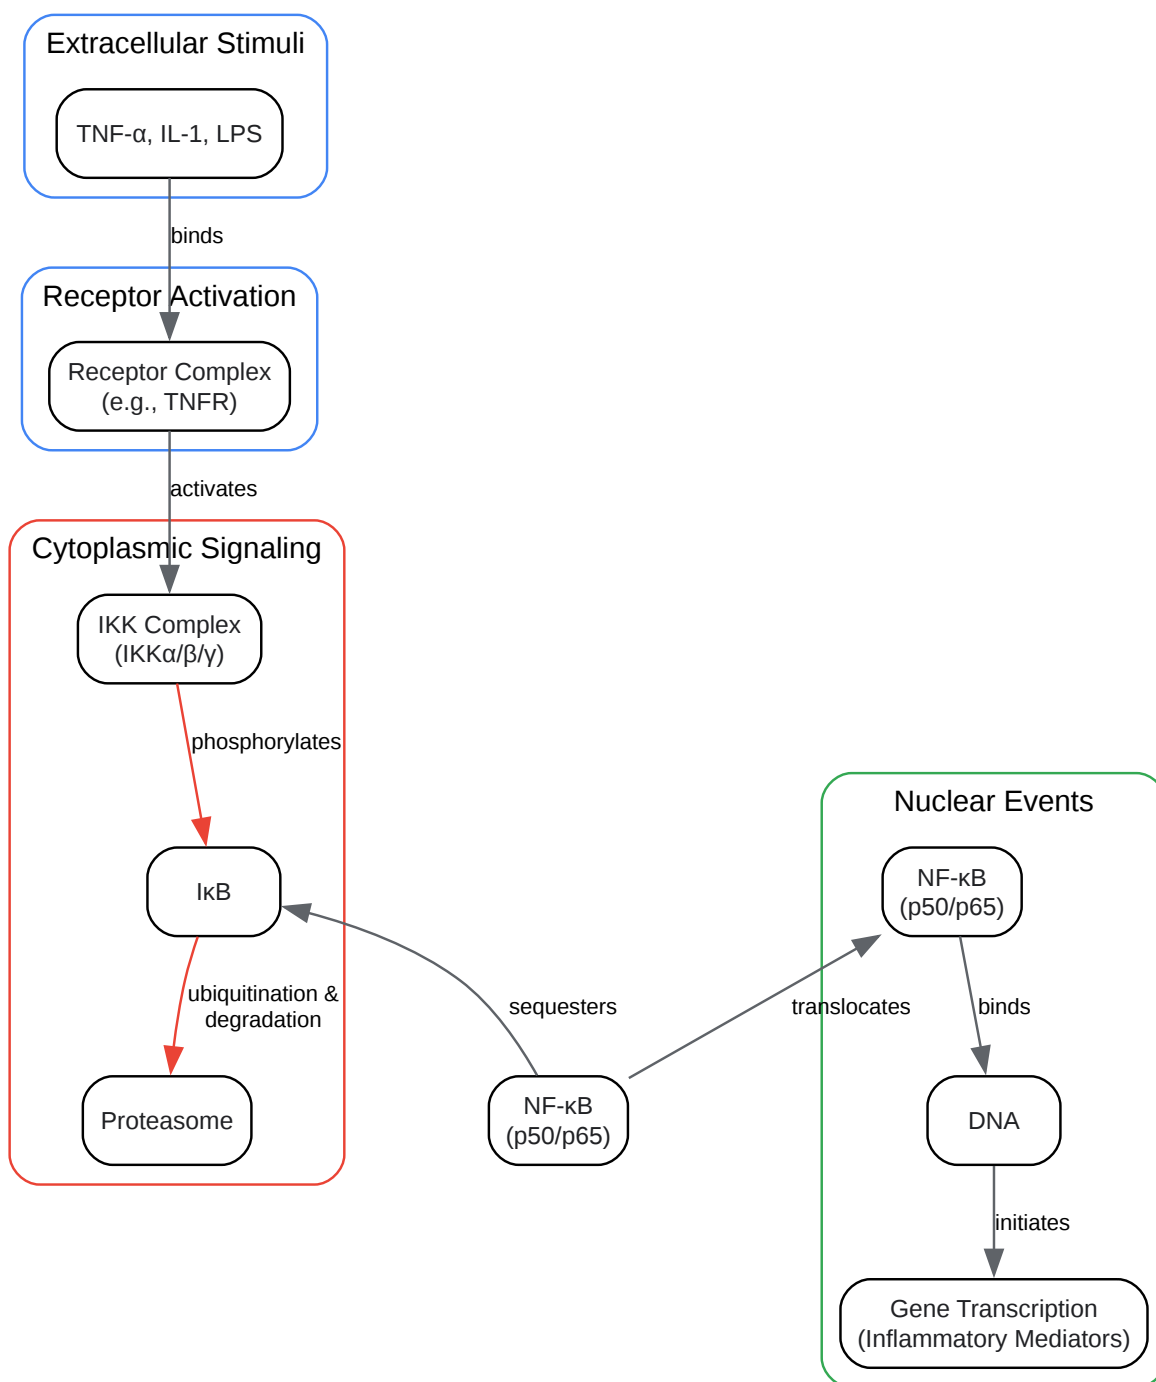 Extracellular Stimuli
TNF-α, IL-1, LPS
binds
Receptor Activation
Receptor Complex
(e.g., TNFR)
activates
Cytoplasmic Signaling
IKK Complex
(IKKα/β/γ)
phosphorylates
IκB
ubiquitination &
degradation
Proteasome
sequesters
NF-κB
(p50/p65)
translocates
Nuclear Events
NF-κB
(p50/p65)
binds
DNA
initiates
Gene Transcription
(Inflammatory Mediators)